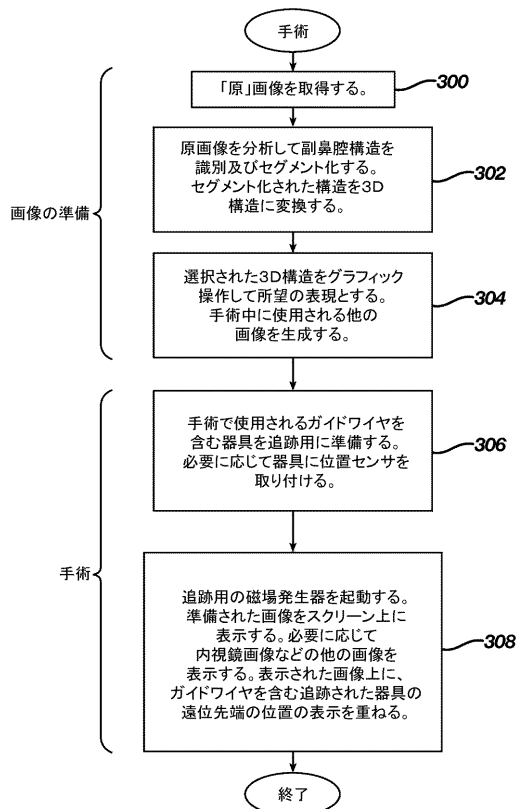 手術
「原」画像を取得する。
300
原画像を分析して副鼻腔構造を
識別及びセグメント化する。
セグメント化された構造を3D
構造に変換する。
302
画像の準備
選択された3D構造をグラフィック
操作して所望の表現とする。
手術中に使用される他の
画像を生成する。
304
手術で使用されるガイドワイヤを
含む器具を追跡用に準備する。
必要に応じて器具に位置センサを
取り付ける。
306
手術
追跡用の磁場発生器を起動する。
準備された画像をスクリーン上に
表示する。必要に応じて
内視鏡画像などの他の画像を
表示する。表示された画像上に、
ガイドワイヤを含む追跡された器具の
遠位先端の位置の表示を重ねる。
308
終了